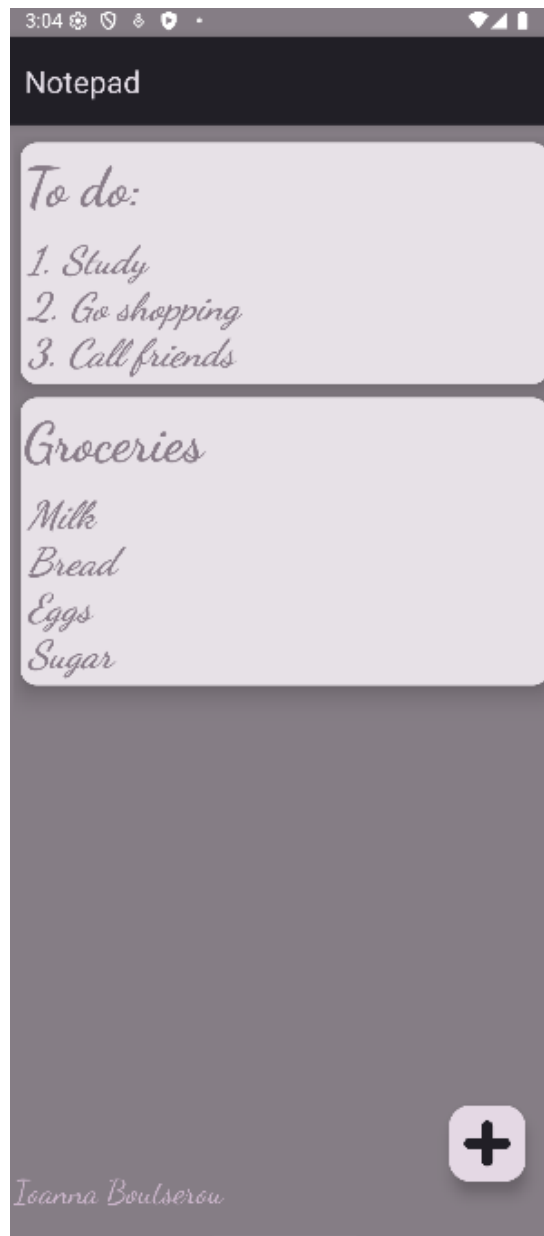 3:04
Notepad
To do:
1. Study
2. Go shopping
3. Call friends
Groceries
Milk
Bread
Eggs
Sugar
Ioanna Boutserou